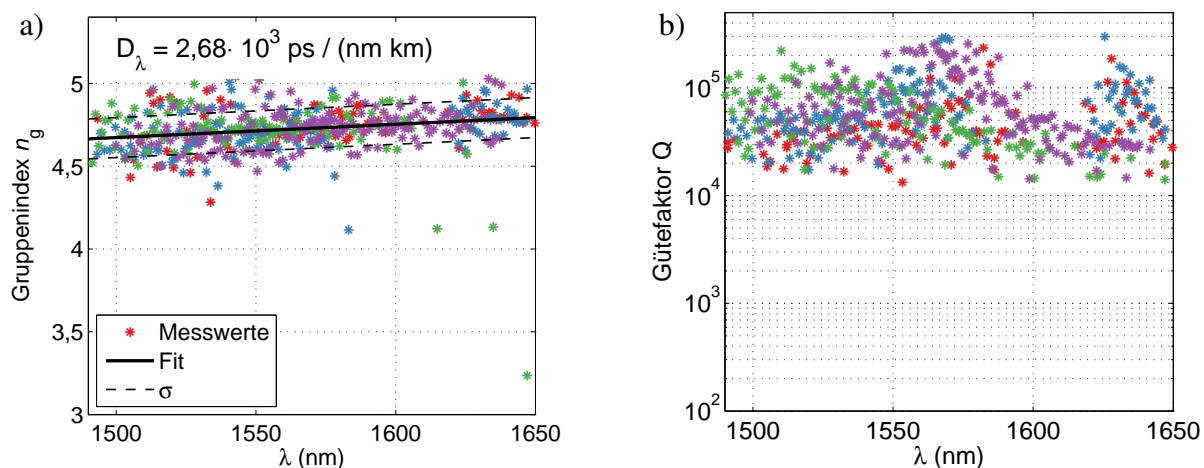 a)
D_λ = 2,68· 10^3 ps / (nm km)
5
4,5
4
3,5
3
Gruppenindex n_g
Messwerte
Fit
σ
1500
1550
1600
1650
λ (nm)
b)
10^5
10^4
10^3
10^2
Gütefaktor Q
1500
1550
1600
1650
λ (nm)